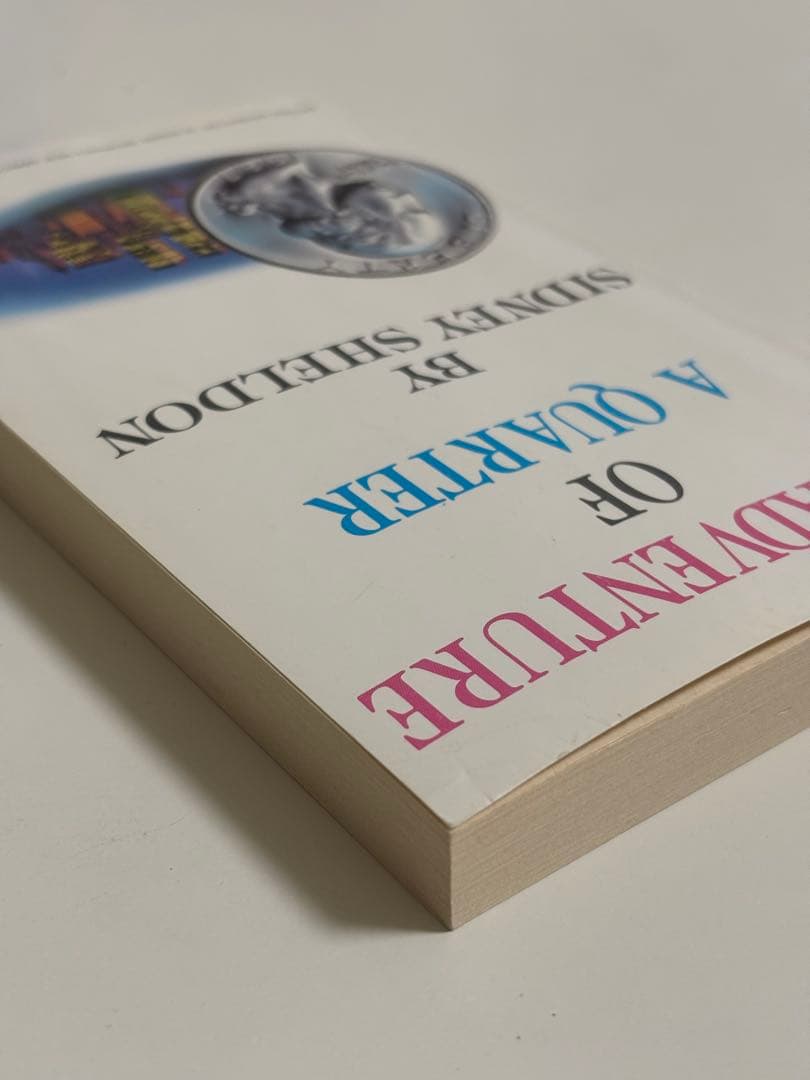 ADVENTURE
OF
A QUARTER
BY
SIDNEY SHELDON